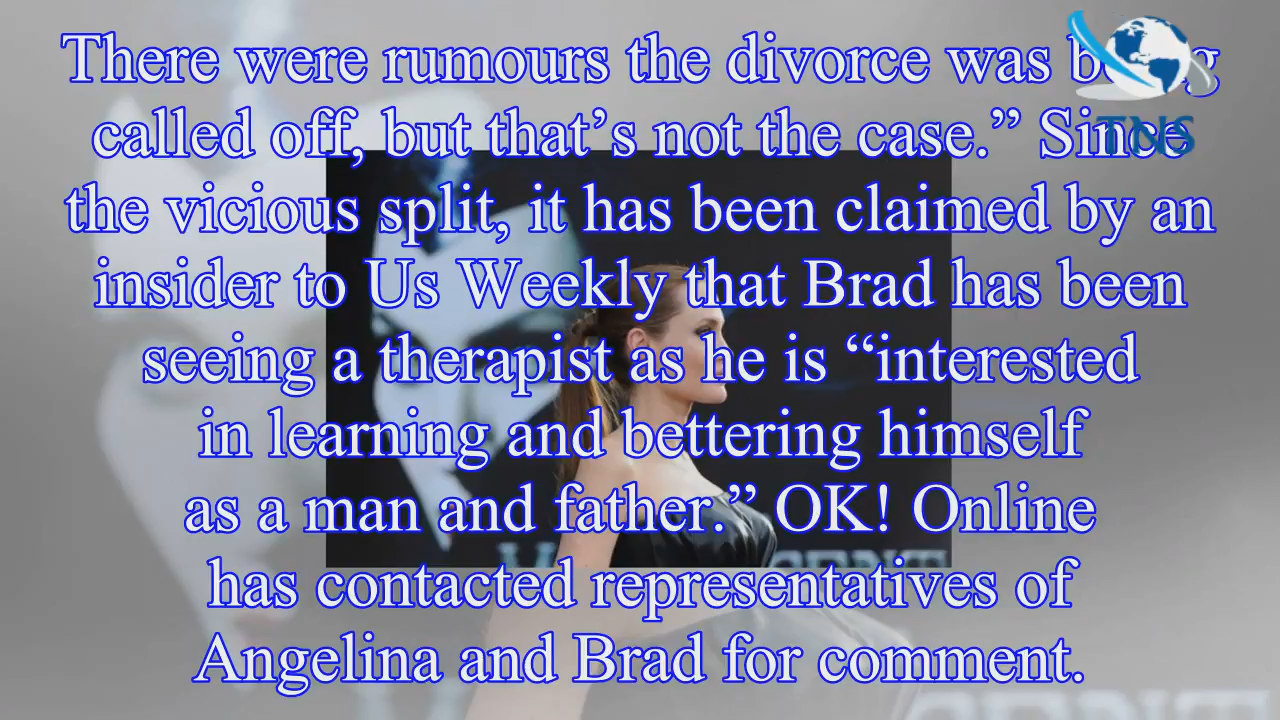 There were rumours the divorce was being
called off, but that’s not the case.” Since
the vicious split, it has been claimed by an
insider to Us Weekly that Brad has been
seeing a therapist as he is “interested
in learning and bettering himself
as a man and father.” OK! Online
has contacted representatives of
Angelina and Brad for comment.
TNS